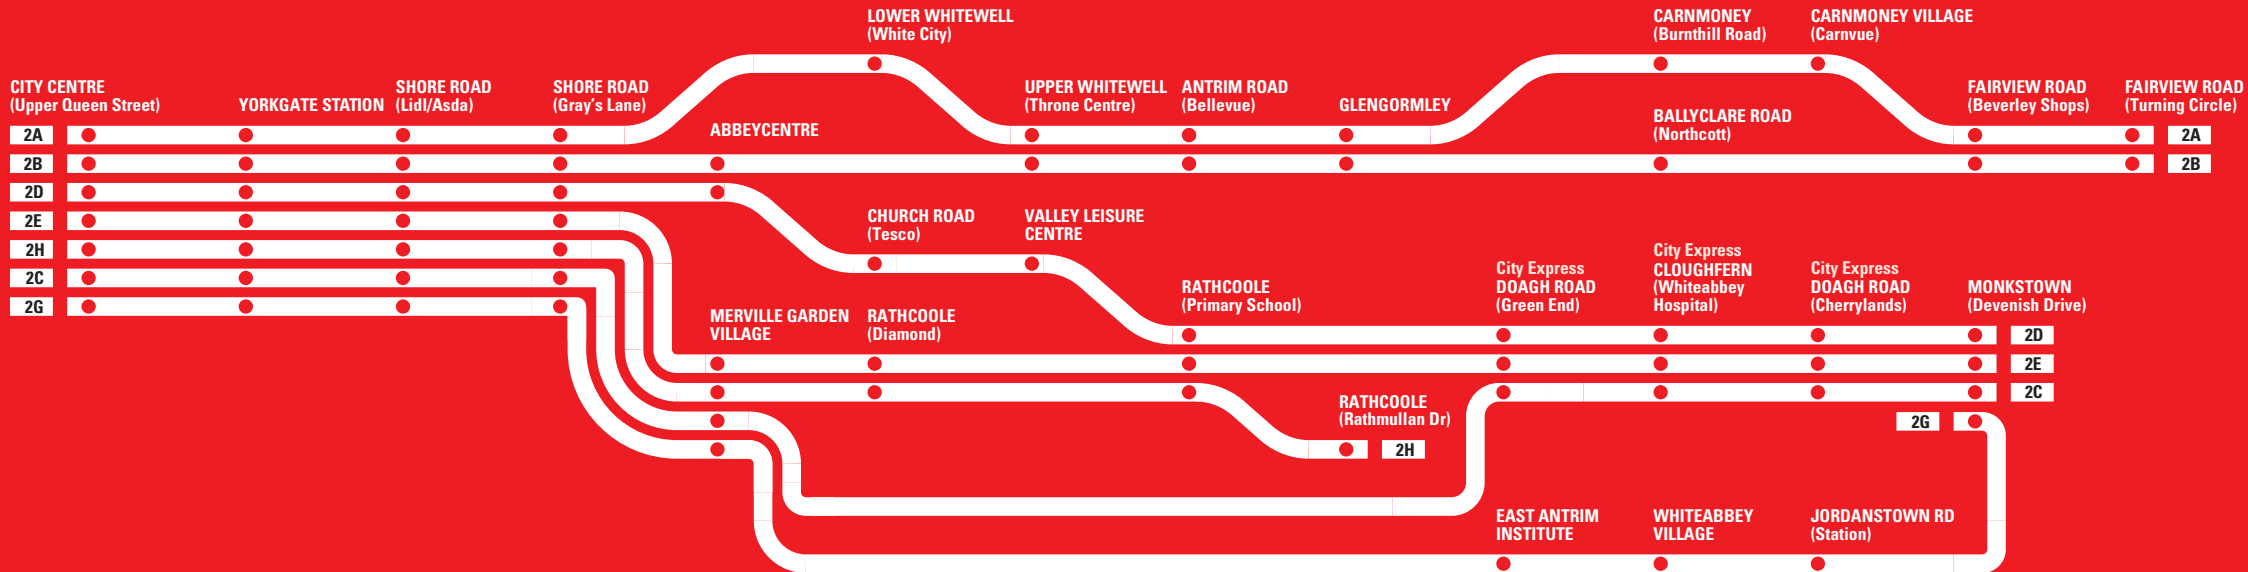 LOWER WHITEWELL
(White City)
CARNMONEY
(Burnthill Road)
CARNMONEY VILLAGE
(Carnvue)
CITY CENTRE
(Upper Queen Street)
YORKGATE STATION
SHORE ROAD
(Lidl/Asda)
SHORE ROAD
(Gray's Lane)
UPPER WHITEWELL
(Throne Centre)
ANTRIM ROAD
(Bellevue)
GLENGORMLEY
FAIRVIEW ROAD
(Beverley Shops)
FAIRVIEW ROAD
(Turning Circle)
ABBEYCENTRE
BALLYCLARE ROAD
(Northcott)
2A
2A
2B
2B
2D
2E
2H
2C
2G
CHURCH ROAD
(Tesco)
VALLEY LEISURE
CENTRE
RATHCOOLE
(Primary School)
City Express
DOAGH ROAD
(Green End)
City Express
CLOUGHFERN
(Whiteabbey
Hospital)
City Express
DOAGH ROAD
(Cherrylands)
MONKSTOWN
(Devenish Drive)
MERVILLE GARDEN
VILLAGE
RATHCOOLE
(Diamond)
2D
2E
2C
2G
RATHCOOLE
(Rathmullan Dr)
2H
EAST ANTRIM
INSTITUTE
WHITEABBEY
VILLAGE
JORDANSTOWN RD
(Station)